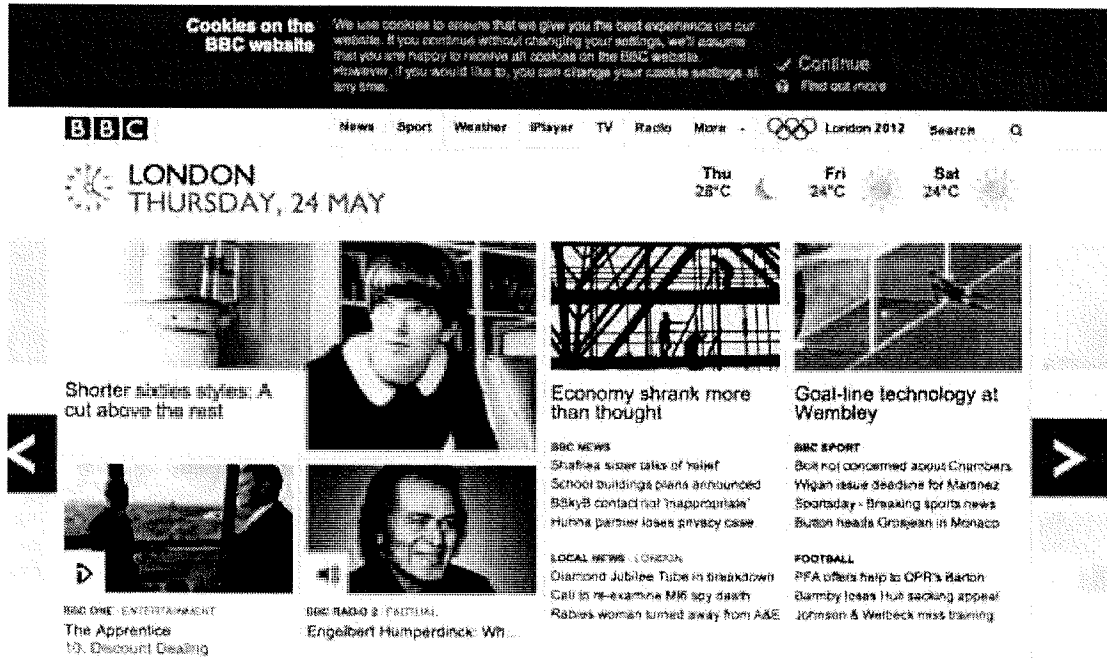 Cookies on the
BBC website
We use cookies to ensure that we give you the best experience on our
website. If you continue without changing your settings, we'll assume
that you are happy to receive all cookies on the BBC website.
However, if you would like to, you can change your cookie settings at
any time.
Continue
Find out more
BBC
News Sport Weather iPlayer TV Radio More London 2012 Search
LONDON
THURSDAY, 24 MAY
Thu
28°C
Fri
24°C
Sat
24°C
Shorter sixties styles: A
cut above the rest
BBC ONE ENTERTAINMENT
The Apprentice
10. Discount Dealing
BBC RADIO 2 FACTUAL
Engelbert Humperdinck: Wh...
Economy shrank more
than thought
BBC NEWS
Shafilea sister talks of 'relief'
School buildings plans announced
BSkyB contact not 'inappropriate'
Huhne partner loses privacy case
LOCAL NEWS LONDON
Diamond Jubilee Tube in breakdown
Call to re-examine MI6 spy death
Rabies woman turned away from A&E
Goal-line technology at
Wembley
BBC SPORT
Bolt not concerned about Chambers
Wigan issue deadline for Martinez
Sportsday - Breaking sports news
Button heads Grosjean in Monaco
FOOTBALL
PFA offers help to QPR's Barton
Barmby loses Hull sacking appeal
Johnson & Welbeck miss training